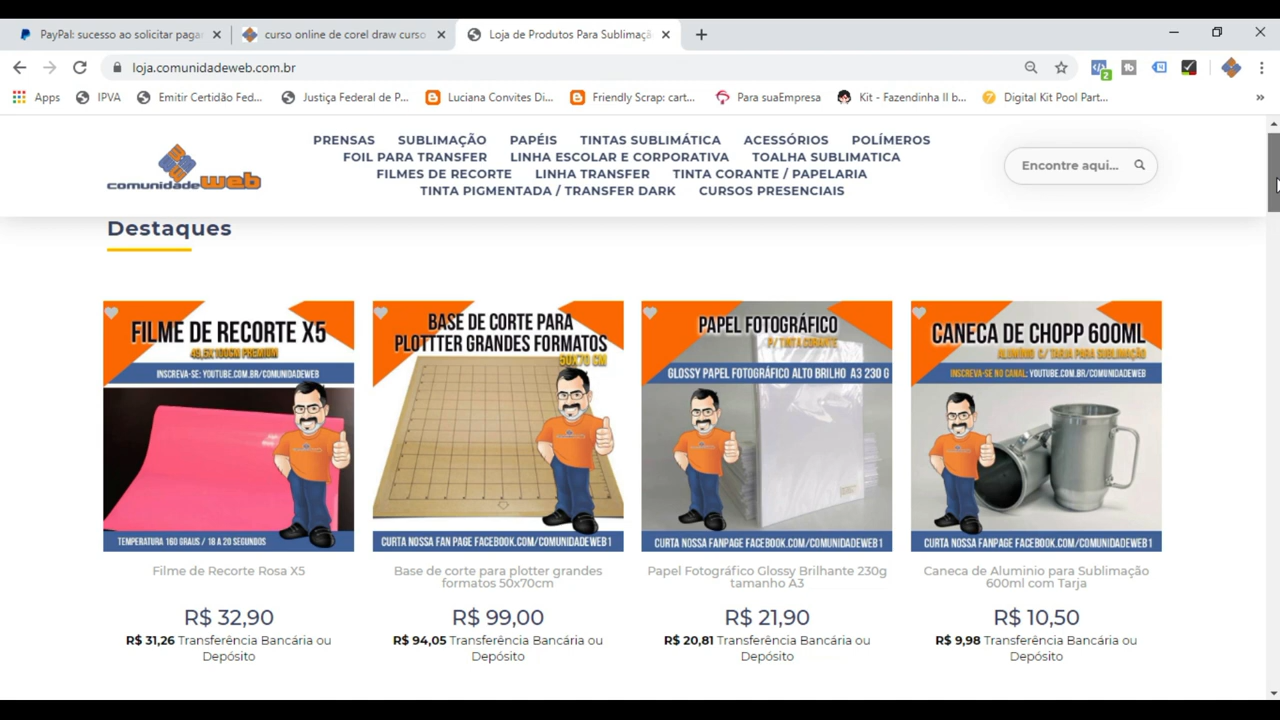 PayPal: sucesso ao solicitar pagar
curso online de corel draw curso
Loja de Produtos Para Sublimaçã
loja.comunidadeweb.com.br
Apps
IPVA
Emitir Certidão Fed...
Justiça Federal de P...
Luciana Convites Di...
Friendly Scrap: cart...
Para suaEmpresa
Kit - Fazendinha II b...
Digital Kit Pool Part...
»
comunidadeweb
PRENSAS SUBLIMAÇÃO PAPÉIS TINTAS SUBLIMÁTICA ACESSÓRIOS POLÍMEROS
FOIL PARA TRANSFER LINHA ESCOLAR E CORPORATIVA TOALHA SUBLIMATICA
FILMES DE RECORTE LINHA TRANSFER TINTA CORANTE / PAPELARIA
TINTA PIGMENTADA / TRANSFER DARK CURSOS PRESENCIAIS
Encontre aqui...
Destaques
FILME DE RECORTE X5
49,5X100CM PREMIUM
INSCREVA-SE: YOUTUBE.COM.BR/COMUNIDADEWEB
TEMPERATURA 160 GRAUS / 18 A 20 SEGUNDOS
Filme de Recorte Rosa X5
R$ 32,90
R$ 31,26 Transferência Bancária ou
Depósito
BASE DE CORTE PARA
PLOTTTER GRANDES FORMATOS
50X70 CM
CURTA NOSSA FAN PAGE FACEBOOK.COM/COMUNIDADEWEB1
Base de corte para plotter grandes
formatos 50x70cm
R$ 99,00
R$ 94,05 Transferência Bancária ou
Depósito
PAPEL FOTOGRÁFICO
P/ TINTA CORANTE
GLOSSY PAPEL FOTOGRÁFICO ALTO BRILHO A3 230 G
CURTA NOSSA FANPAGE FACEBOOK.COM/COMUNIDADEWEB1
Papel Fotográfico Glossy Brilhante 230g
tamanho A3
R$ 21,90
R$ 20,81 Transferência Bancária ou
Depósito
CANECA DE CHOPP 600ML
ALUMÍNIO C/ TARJA PARA SUBLIMAÇÃO
INSCREVA-SE NO CANAL: YOUTUBE.COM.BR/COMUNIDADEWEB
CURTA NOSSA FANPAGE FACEBOOK.COM/COMUNIDADEWEB1
Caneca de Aluminio para Sublimação
600ml com Tarja
R$ 10,50
R$ 9,98 Transferência Bancária ou
Depósito